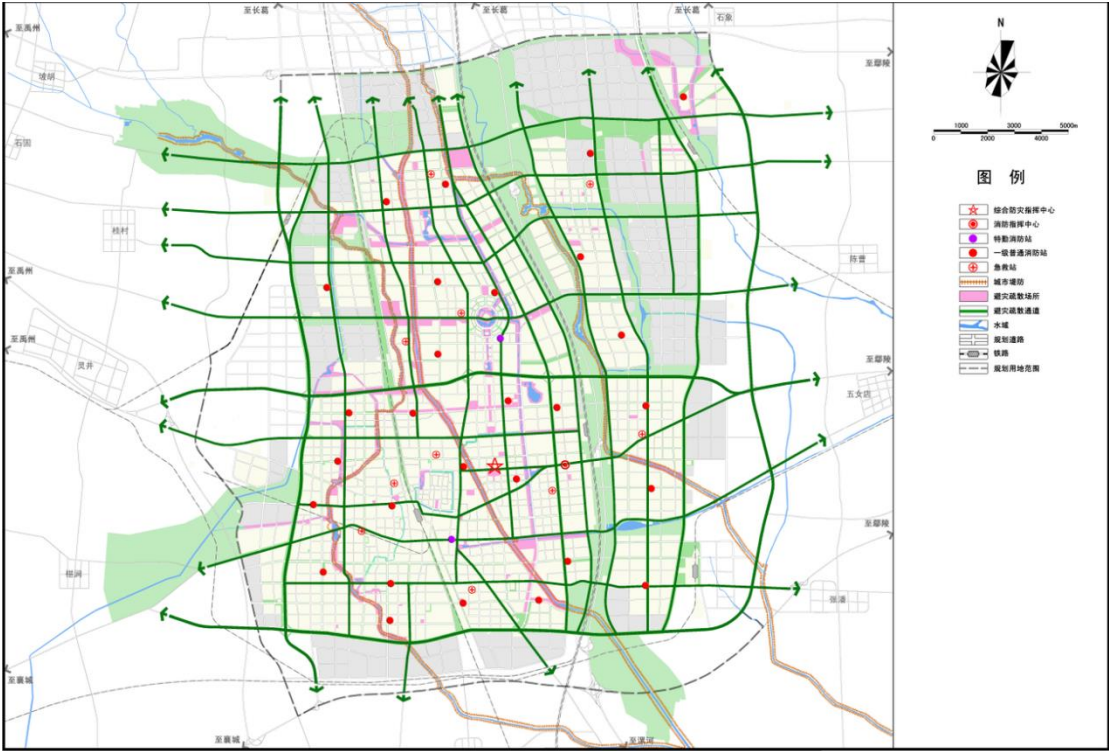 至长葛
至长葛
至长葛
石象
至禹州
坡胡
至鄢陵
石固
桂村
陈曹
至禹州
至鄢陵
至禹州
灵井
五女店
至鄢陵
椹涧
张潘
至襄城
至襄城
至漯河
N
1000
3000
5000m
0
2000
4000
图 例
综合防灾指挥中心
消防指挥中心
特勤消防站
一级普通消防站
急救站
城市堤防
避灾疏散场所
避灾疏散通道
水域
规划道路
铁路
规划用地范围